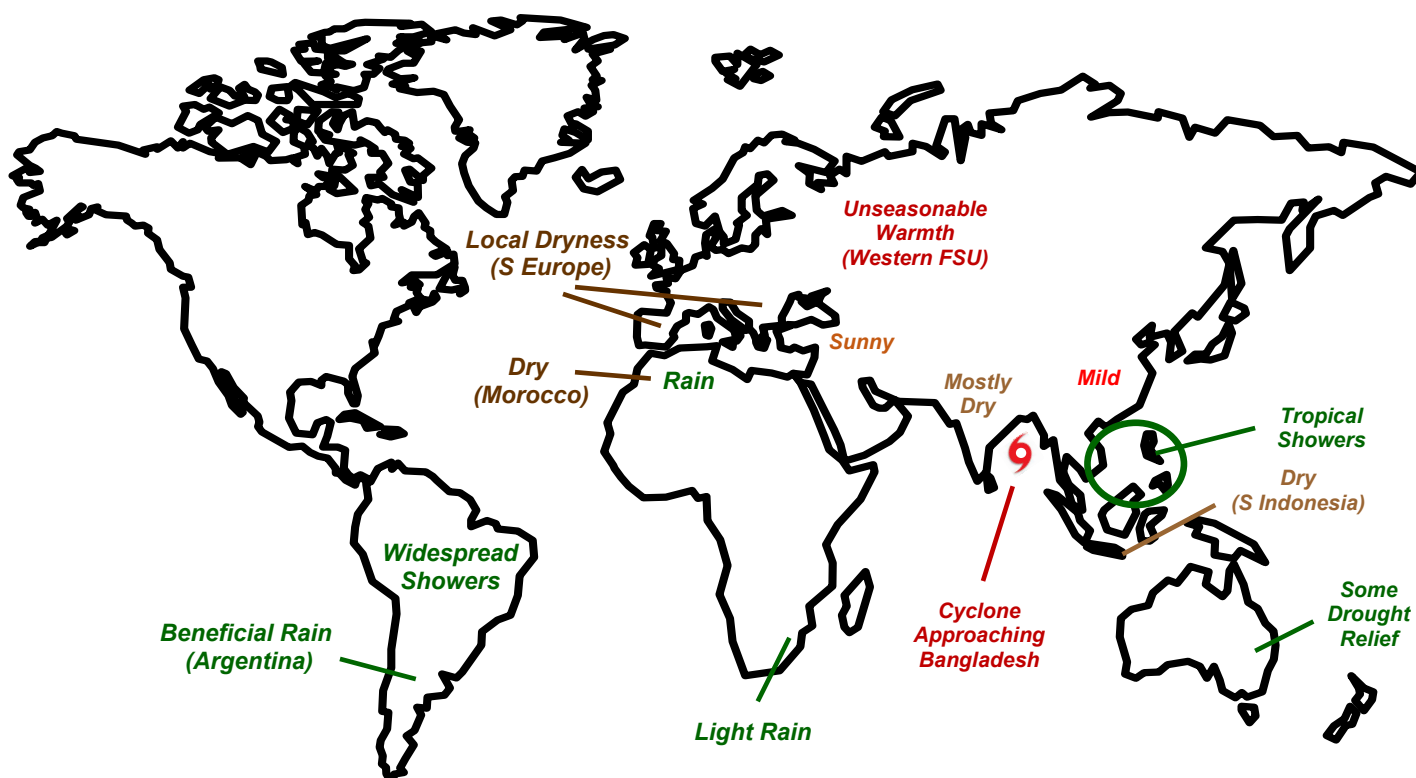 Unseasonable
Warmth
(Western FSU)
Local Dryness
(S Europe)
Sunny
Dry
(Morocco)
Rain
Mostly
Dry
Mild
Tropical
Showers
Dry
(S Indonesia)
Widespread
Showers
Beneficial Rain
(Argentina)
Cyclone
Approaching
Bangladesh
Some
Drought
Relief
Light Rain